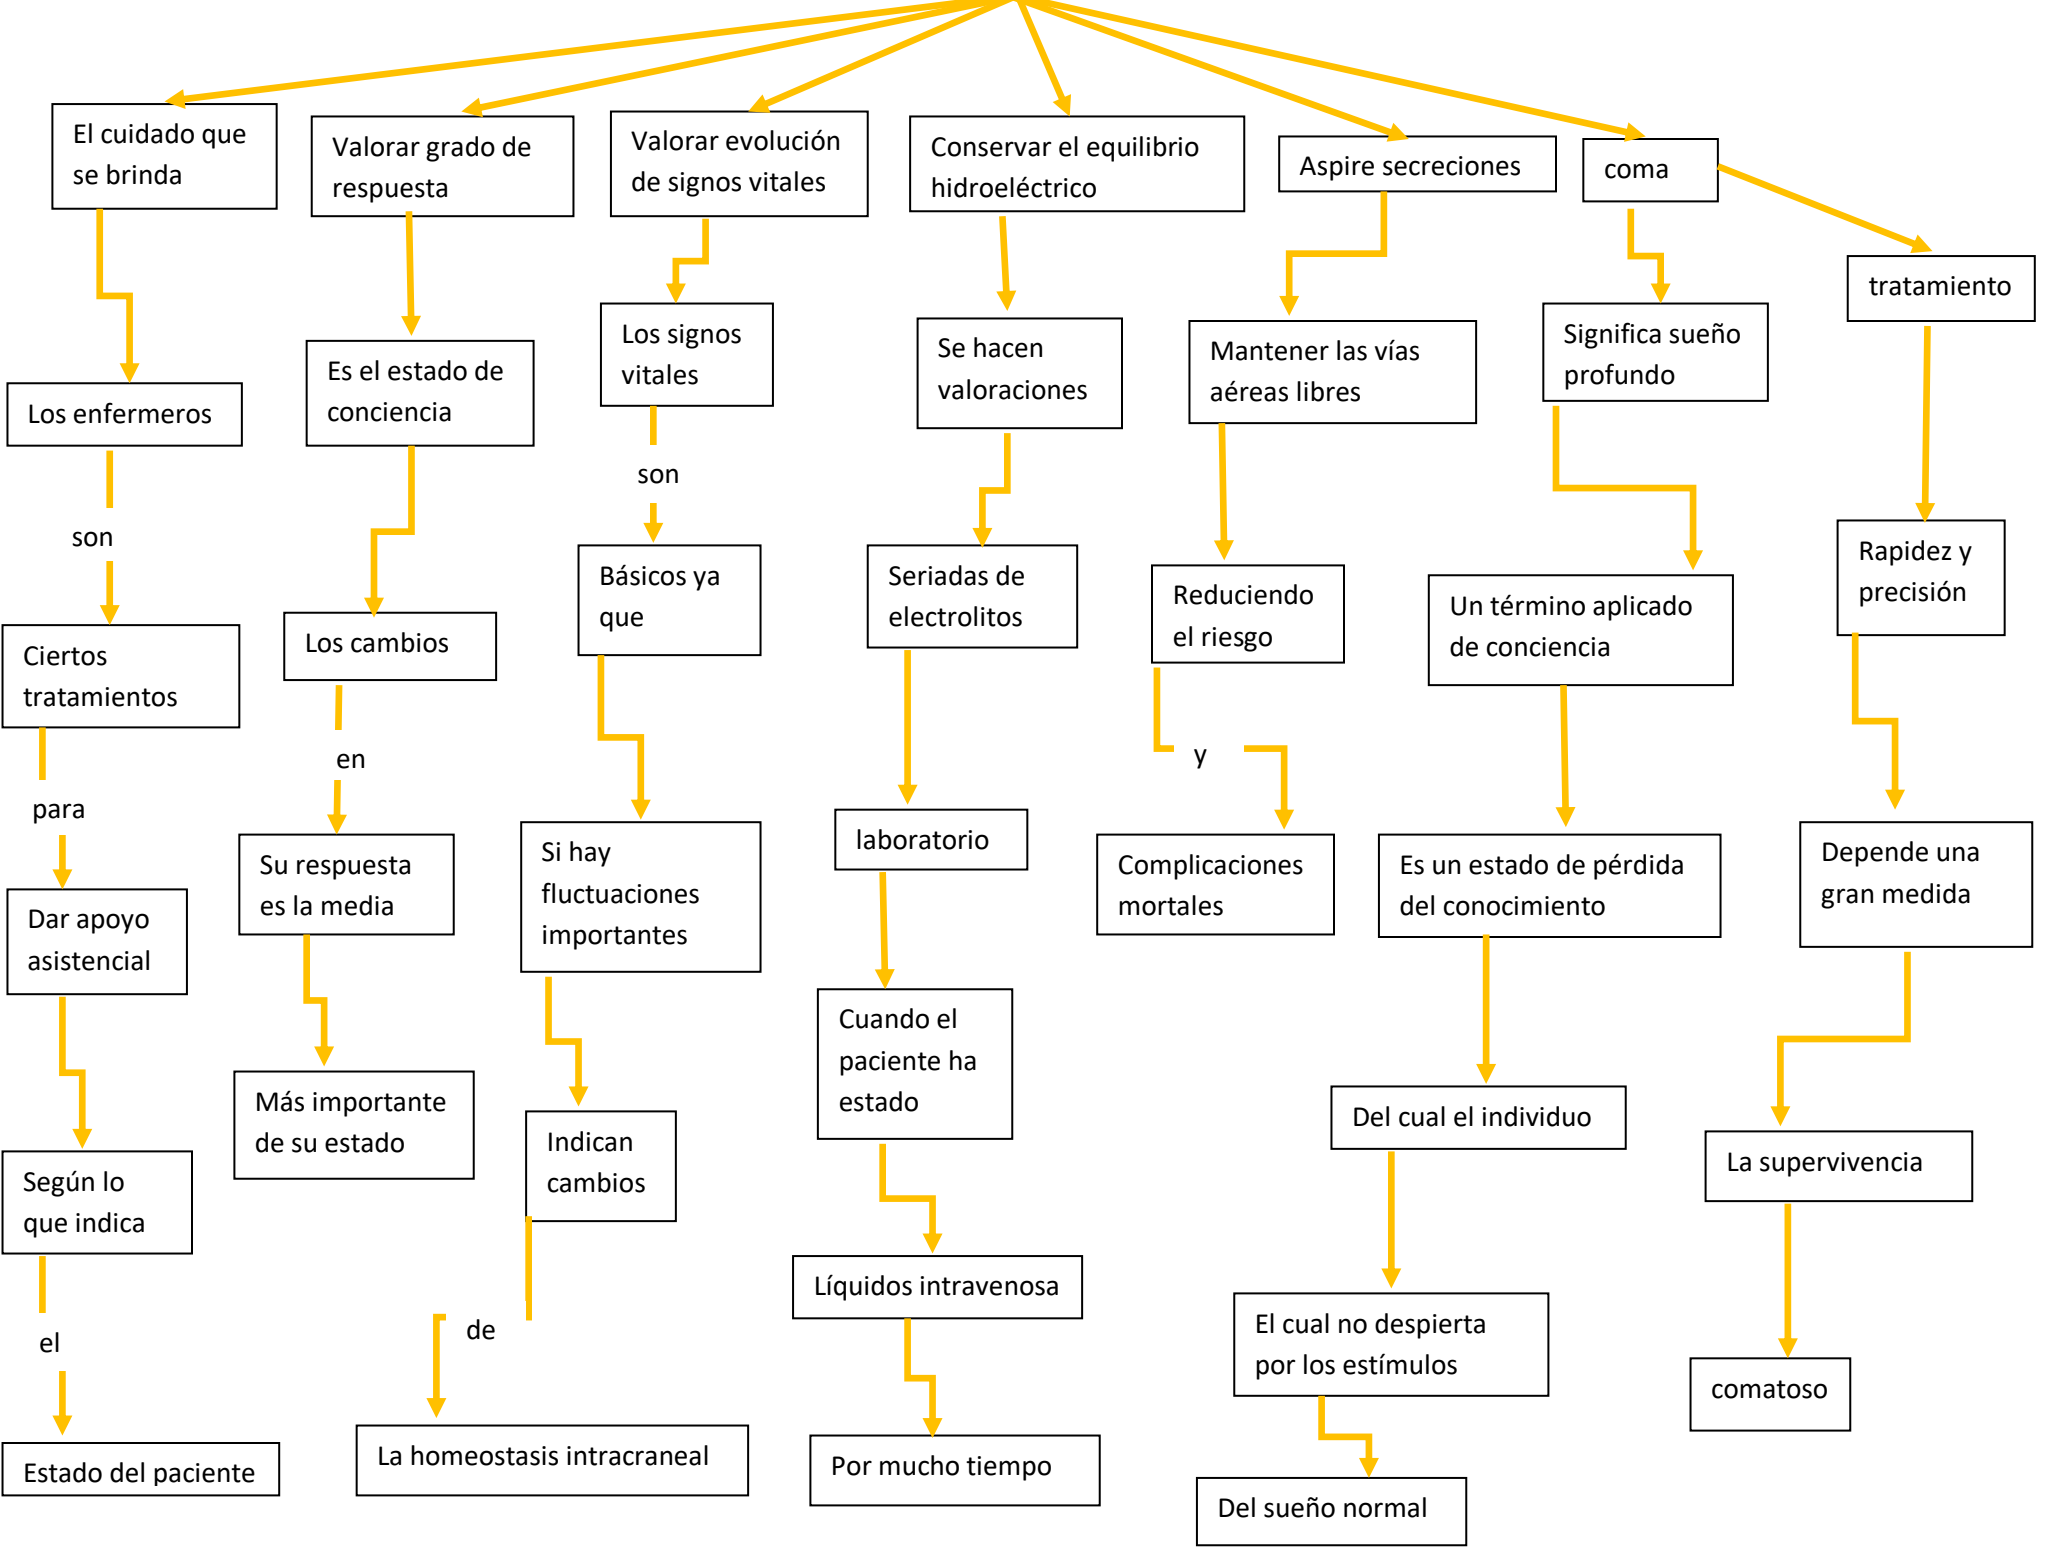 El cuidado que
se brinda
Los enfermeros
son
Ciertos
tratamientos
para
Dar apoyo
asistencial
Según lo
que indica
el
Estado del paciente
Valorar grado de
respuesta
Es el estado de
conciencia
Los cambios
en
Su respuesta
es la media
Más importante
de su estado
Valorar evolución
de signos vitales
Los signos
vitales
son
Básicos ya
que
Si hay
fluctuaciones
importantes
Indican
cambios
de
La homeostasis intracraneal
Conservar el equilibrio
hidroeléctrico
Se hacen
valoraciones
Seriadas de
electrolitos
laboratorio
Cuando el
paciente ha
estado
Líquidos intravenosa
Por mucho tiempo
Aspire secreciones
Mantener las vías
aéreas libres
Reduciendo
el riesgo
y
Complicaciones
mortales
coma
Significa sueño
profundo
Un término aplicado
de conciencia
Es un estado de pérdida
del conocimiento
Del cual el individuo
El cual no despierta
por los estímulos
Del sueño normal
tratamiento
Rapidez y
precisión
Depende una
gran medida
La supervivencia
comatoso